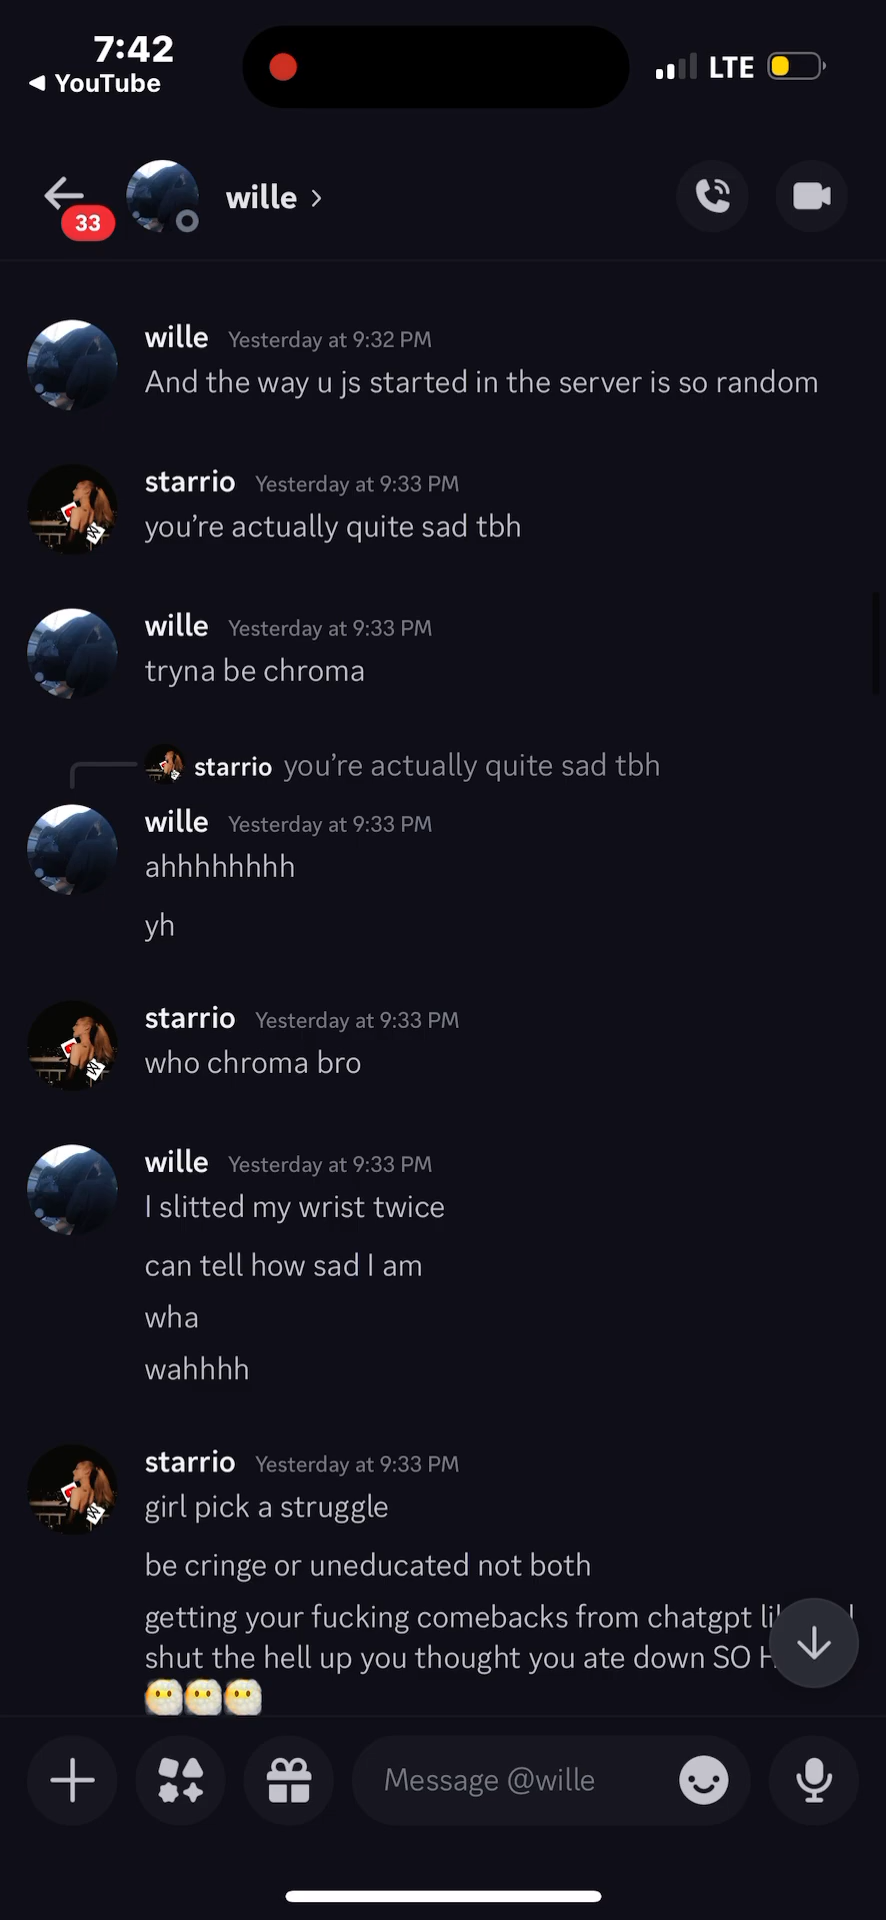 7:42
YouTube
LTE
33
wille
wille Yesterday at 9:32 PM
And the way u js started in the server is so random
starrio Yesterday at 9:33 PM
you’re actually quite sad tbh
wille Yesterday at 9:33 PM
tryna be chroma
starrio you’re actually quite sad tbh
wille Yesterday at 9:33 PM
ahhhhhhhh
yh
starrio Yesterday at 9:33 PM
who chroma bro
wille Yesterday at 9:33 PM
I slitted my wrist twice
can tell how sad I am
wha
wahhhh
starrio Yesterday at 9:33 PM
girl pick a struggle
be cringe or uneducated not both
getting your fucking comebacks from chatgpt
shut the hell up you thought you ate down SO
😶😶😶
Message @wille